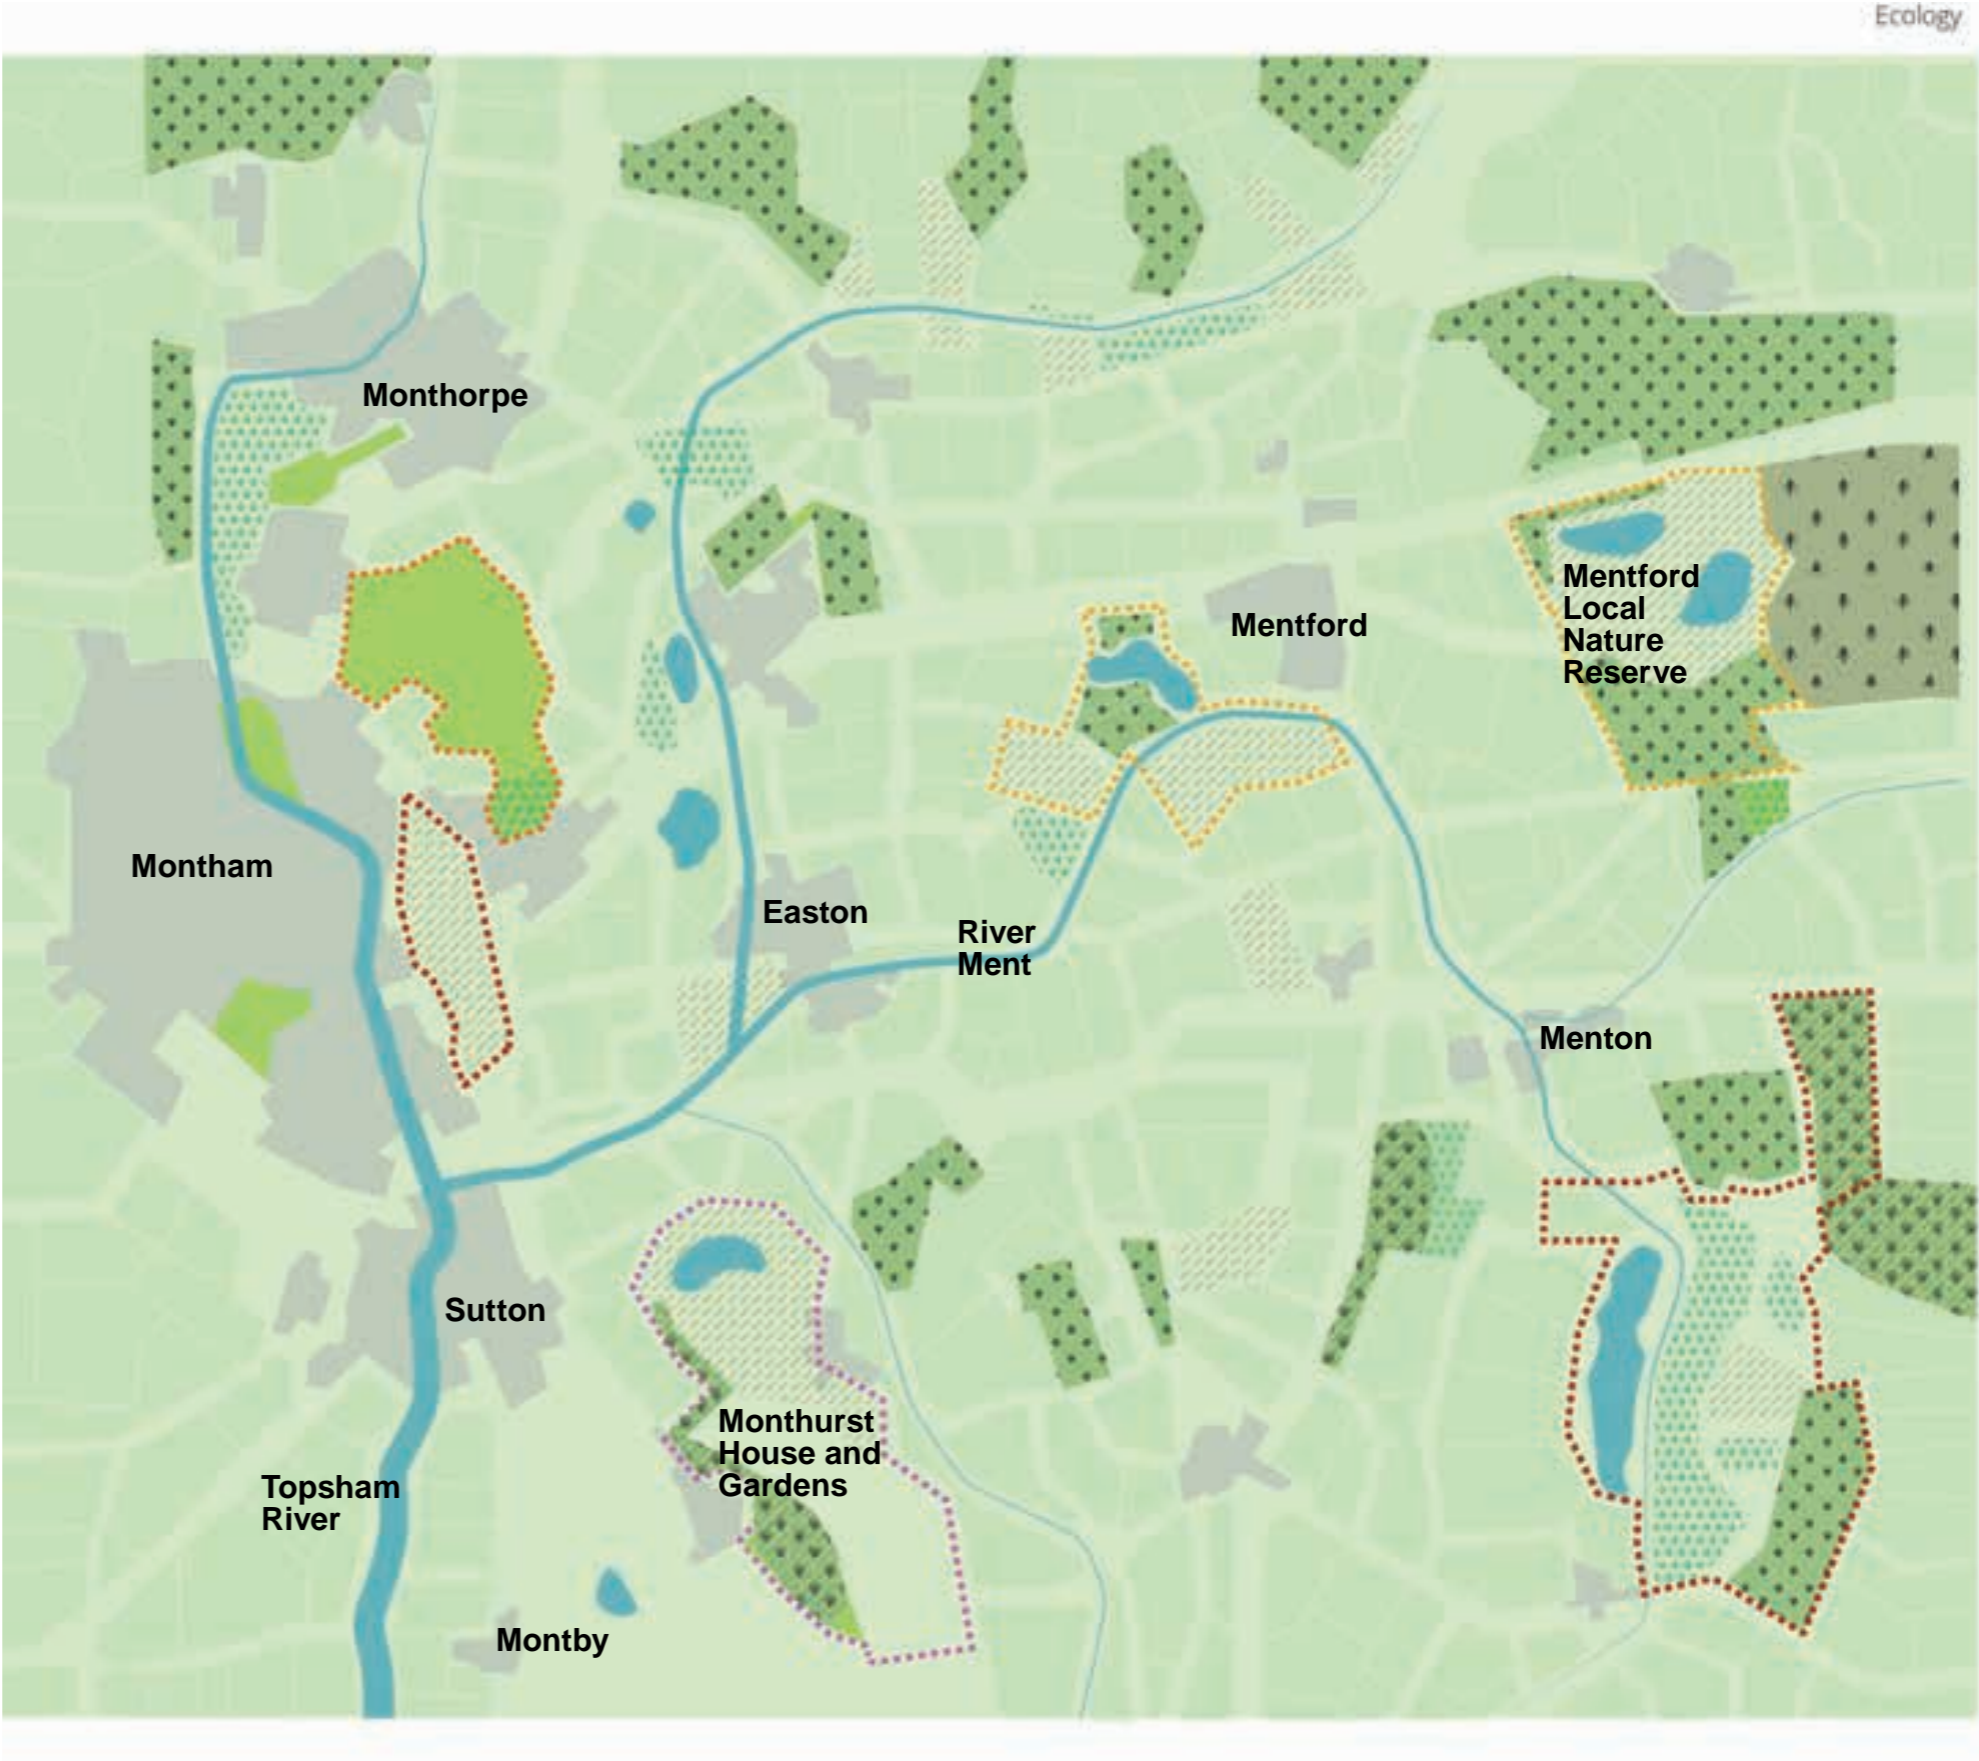 Ecology
Monthorpe
Mentford
Mentford
Local
Nature
Reserve
Montham
Easton
River
Ment
Menton
Sutton
Monthurst
House and
Gardens
Topsham
River
Montby